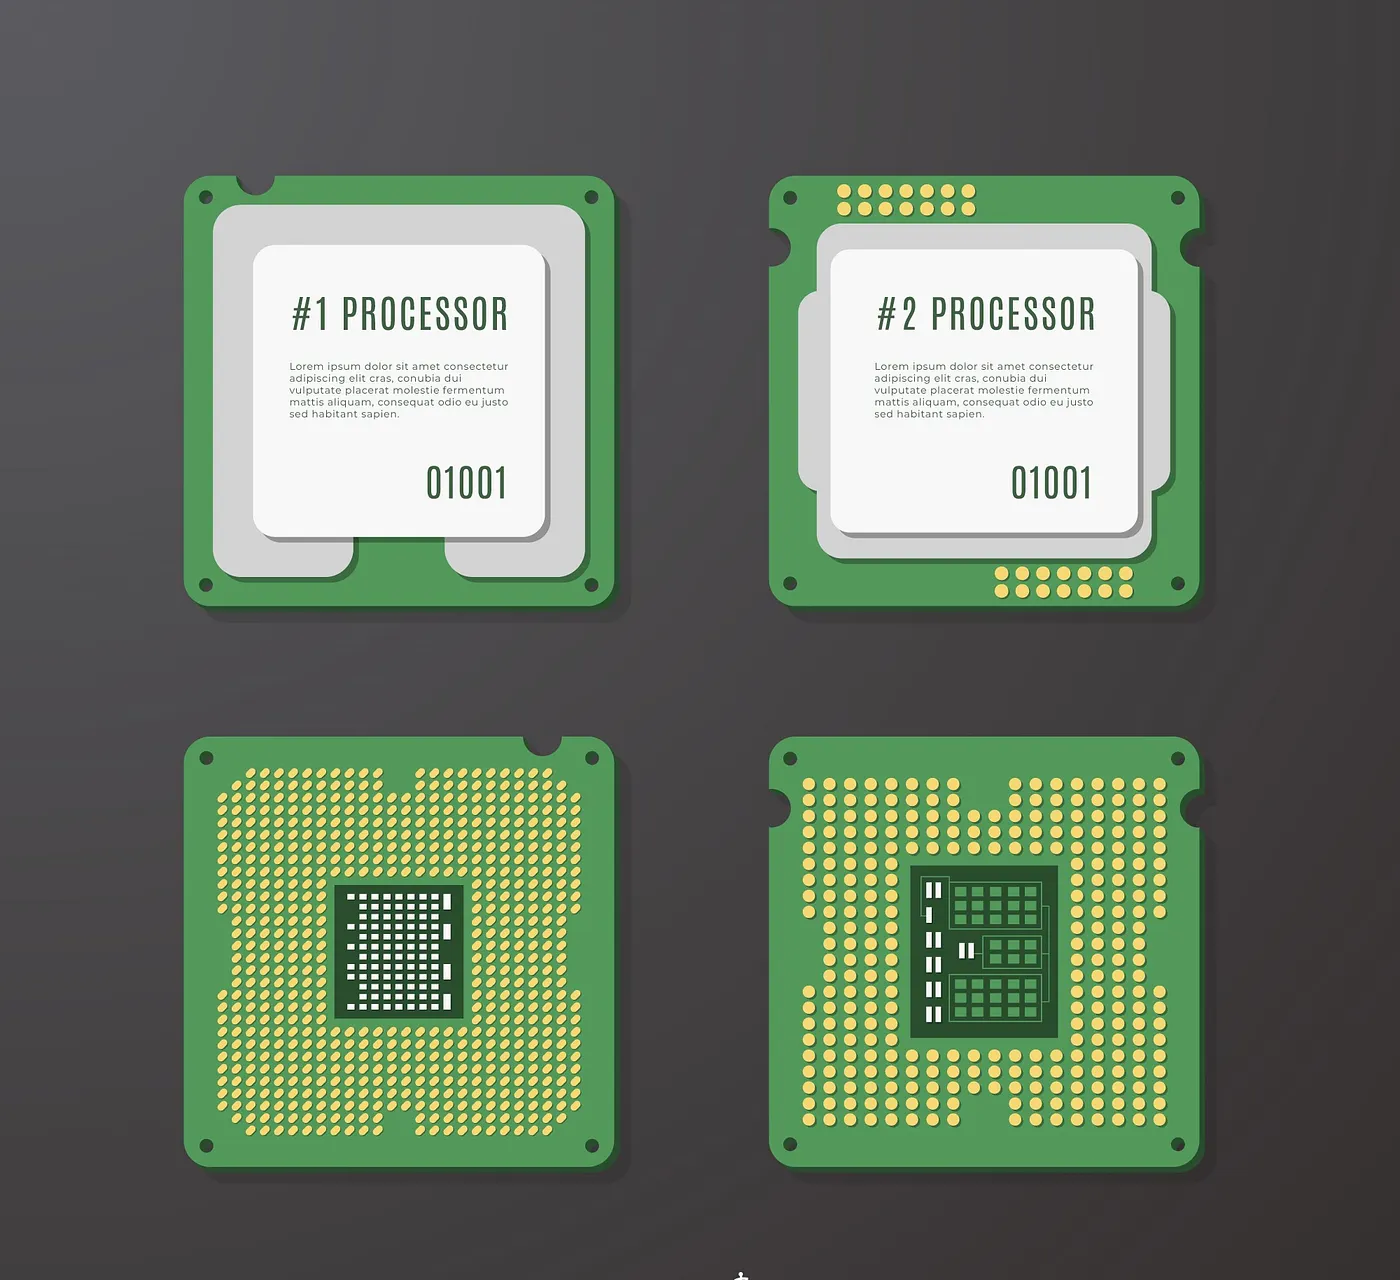 #1 PROCESSOR
Lorem ipsum dolor sit amet consectetur
adipiscing elit cras, conubia dui
vulputate placerat molestie fermentum
mattis aliquam, consequat odio eu justo
sed habitant sapien.
01001
#2 PROCESSOR
Lorem ipsum dolor sit amet consectetur
adipiscing elit cras, conubia dui
vulputate placerat molestie fermentum
mattis aliquam, consequat odio eu justo
sed habitant sapien.
01001